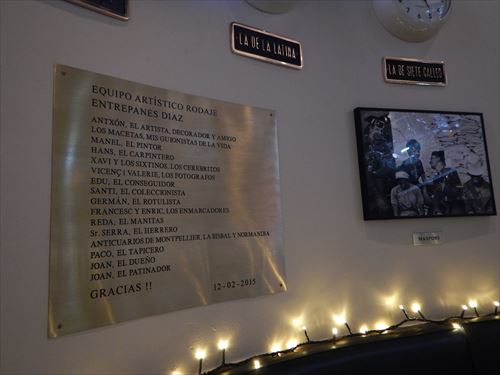 LA DE LA LATINA
LA DE SIETE CALLES
EQUIPO ARTÍSTICO RODAJE
ENTREPANES DIAZ
ANTXÓN, EL ARTISTA, DECORADOR Y AMIGO
LOS MACETAS, MIS GUIONISTAS DE LA VIDA
MANEL, EL PINTOR
HANS, EL CARPINTERO
XAVI Y LOS SIXTINOS, LOS CEREBRITOS
VICENÇ i VALERIE, LOS FOTOGRAFOS
EDU, EL CONSEGUIDOR
SANTI, EL COLECCIONISTA
GERMÁN, EL ROTULISTA
FRANCESC Y ENRIC, LOS ENMARCADORES
REDA, EL MANITAS
Sr. SERRA, EL HERRERO
ANTICUARIOS DE MONTPELLIER, LA BISBAL Y NORMANDIA
PACO, EL TAPICERO
JOAN, EL DUEÑO
JOAN, EL PATINADOR
GRACIAS !! 12-02-2015